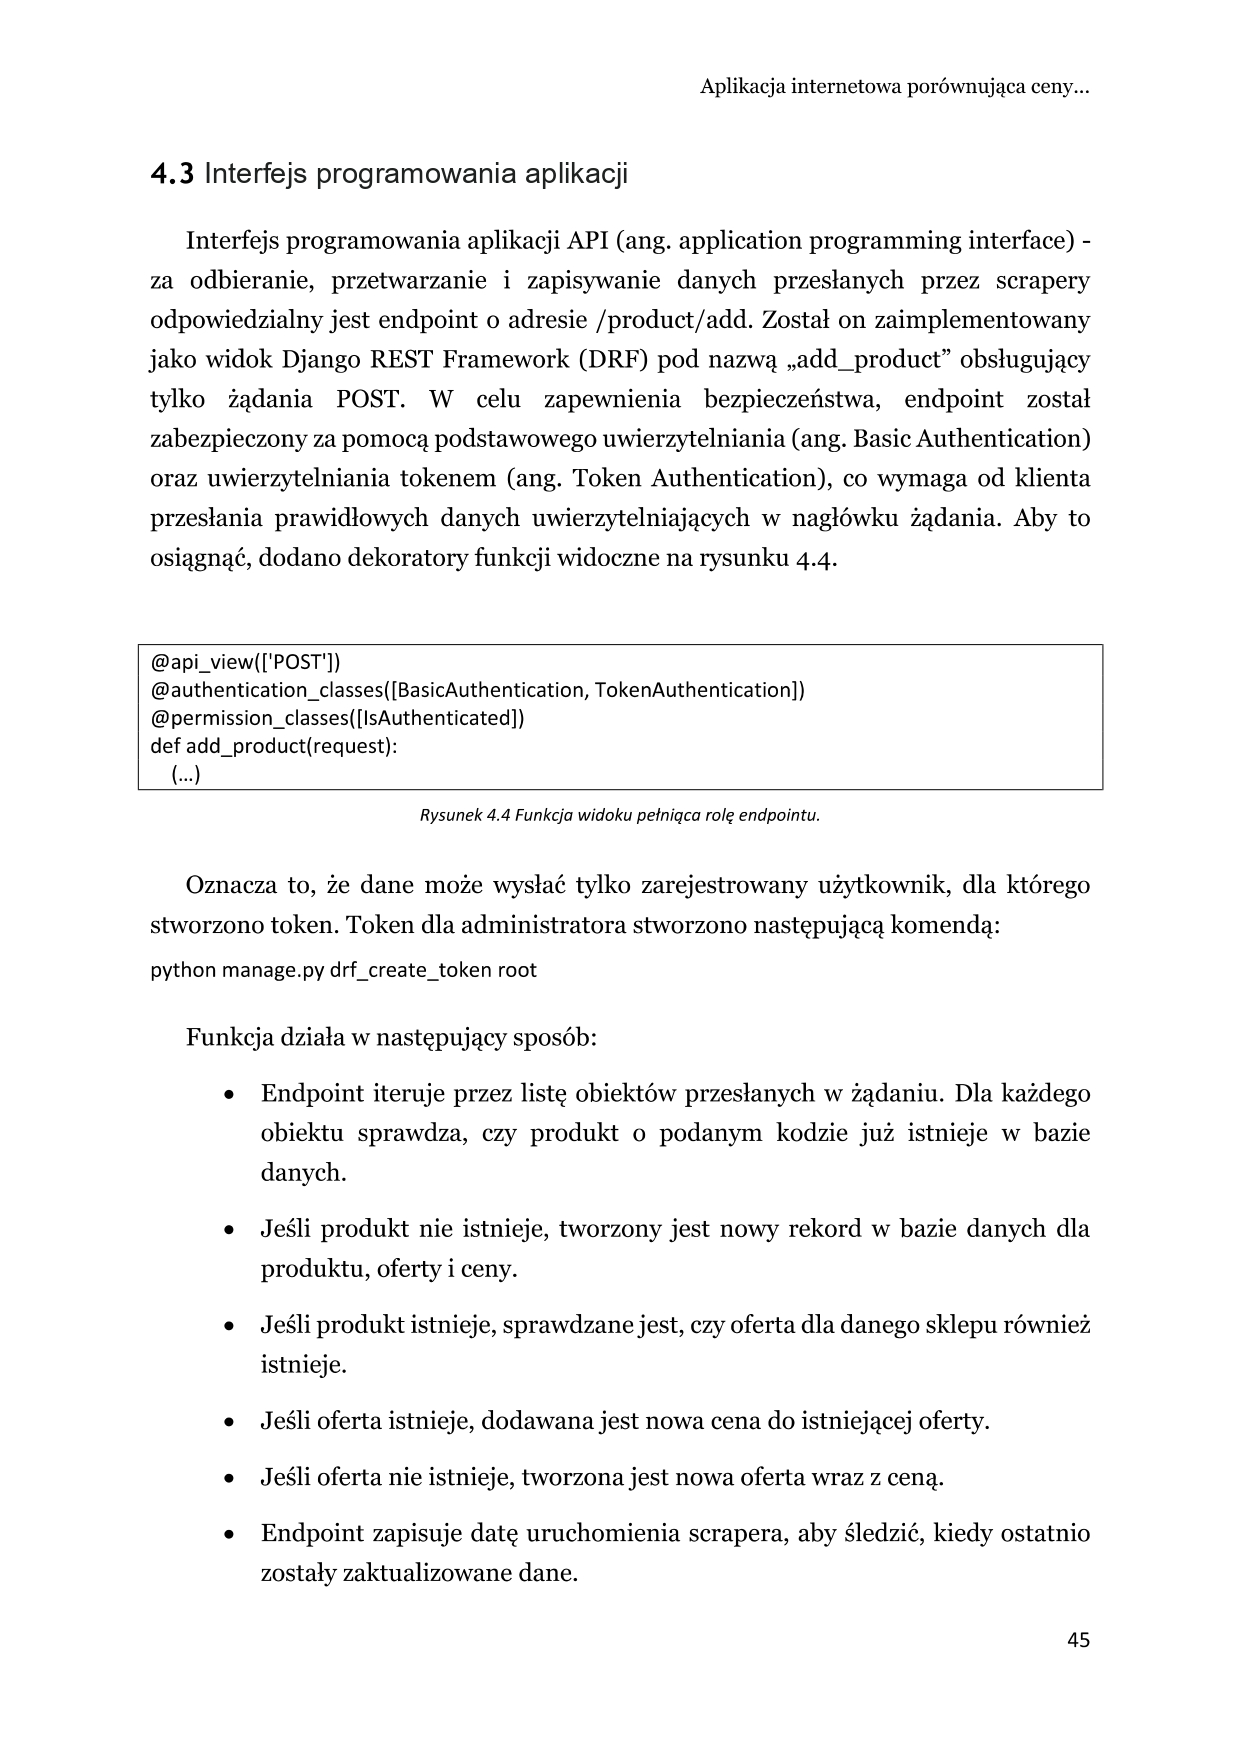 Aplikacja internetowa porównująca ceny...
4.3 Interfejs programowania aplikacji
Interfejs programowania aplikacji API (ang. application programming interface) -
za odbieranie, przetwarzanie i zapisywanie danych przesłanych przez scrapery
odpowiedzialny jest endpoint o adresie /product/add. Został on zaimplementowany
jako widok Django REST Framework (DRF) pod nazwą „add_product” obsługujący
tylko żądania POST. W celu zapewnienia bezpieczeństwa, endpoint został
zabezpieczony za pomocą podstawowego uwierzytelniania (ang. Basic Authentication)
oraz uwierzytelniania tokenem (ang. Token Authentication), co wymaga od klienta
przesłania prawidłowych danych uwierzytelniających w nagłówku żądania. Aby to
osiągnąć, dodano dekoratory funkcji widoczne na rysunku 4.4.
@api_view(['POST'])
@authentication_classes([BasicAuthentication, TokenAuthentication])
@permission_classes([IsAuthenticated])
def add_product(request):
(...)
Rysunek 4.4 Funkcja widoku pełniąca rolę endpointu.
Oznacza to, że dane może wysłać tylko zarejestrowany użytkownik, dla którego
stworzono token. Token dla administratora stworzono następującą komendą:
python manage.py drf_create_token root
Funkcja działa w następujący sposób:
• Endpoint iteruje przez listę obiektów przesłanych w żądaniu. Dla każdego
obiektu sprawdza, czy produkt o podanym kodzie już istnieje w bazie
danych.
• Jeśli produkt nie istnieje, tworzony jest nowy rekord w bazie danych dla
produktu, oferty i ceny.
• Jeśli produkt istnieje, sprawdzane jest, czy oferta dla danego sklepu również
istnieje.
• Jeśli oferta istnieje, dodawana jest nowa cena do istniejącej oferty.
• Jeśli oferta nie istnieje, tworzona jest nowa oferta wraz z ceną.
• Endpoint zapisuje datę uruchomienia scrapera, aby śledzić, kiedy ostatnio
zostały zaktualizowane dane.
45